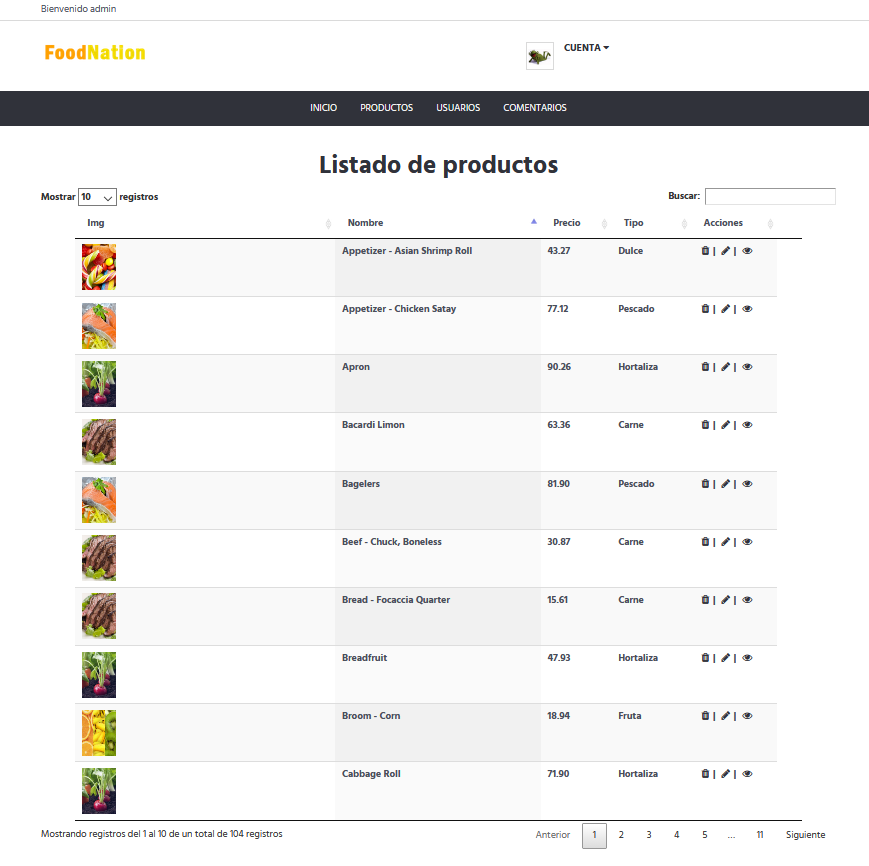 Bienvenido admin
FoodNation
CUENTA
INICIO PRODUCTOS USUARIOS COMENTARIOS
Listado de productos
Mostrar 10 registros Buscar:
Img Nombre Precio Tipo Acciones
Appetizer - Asian Shrimp Roll 43.27 Dulce | |
Appetizer - Chicken Satay 77.12 Pescado | |
Apron 90.26 Hortaliza | |
Bacardi Limon 63.36 Carne | |
Bagelers 81.90 Pescado | |
Beef - Chuck, Boneless 30.87 Carne | |
Bread - Focaccia Quarter 15.61 Carne | |
Breadfruit 47.93 Hortaliza | |
Broom - Corn 18.94 Fruta | |
Cabbage Roll 71.90 Hortaliza | |
Mostrando registros del 1 al 10 de un total de 104 registros Anterior 1 2 3 4 5 ... 11 Siguiente